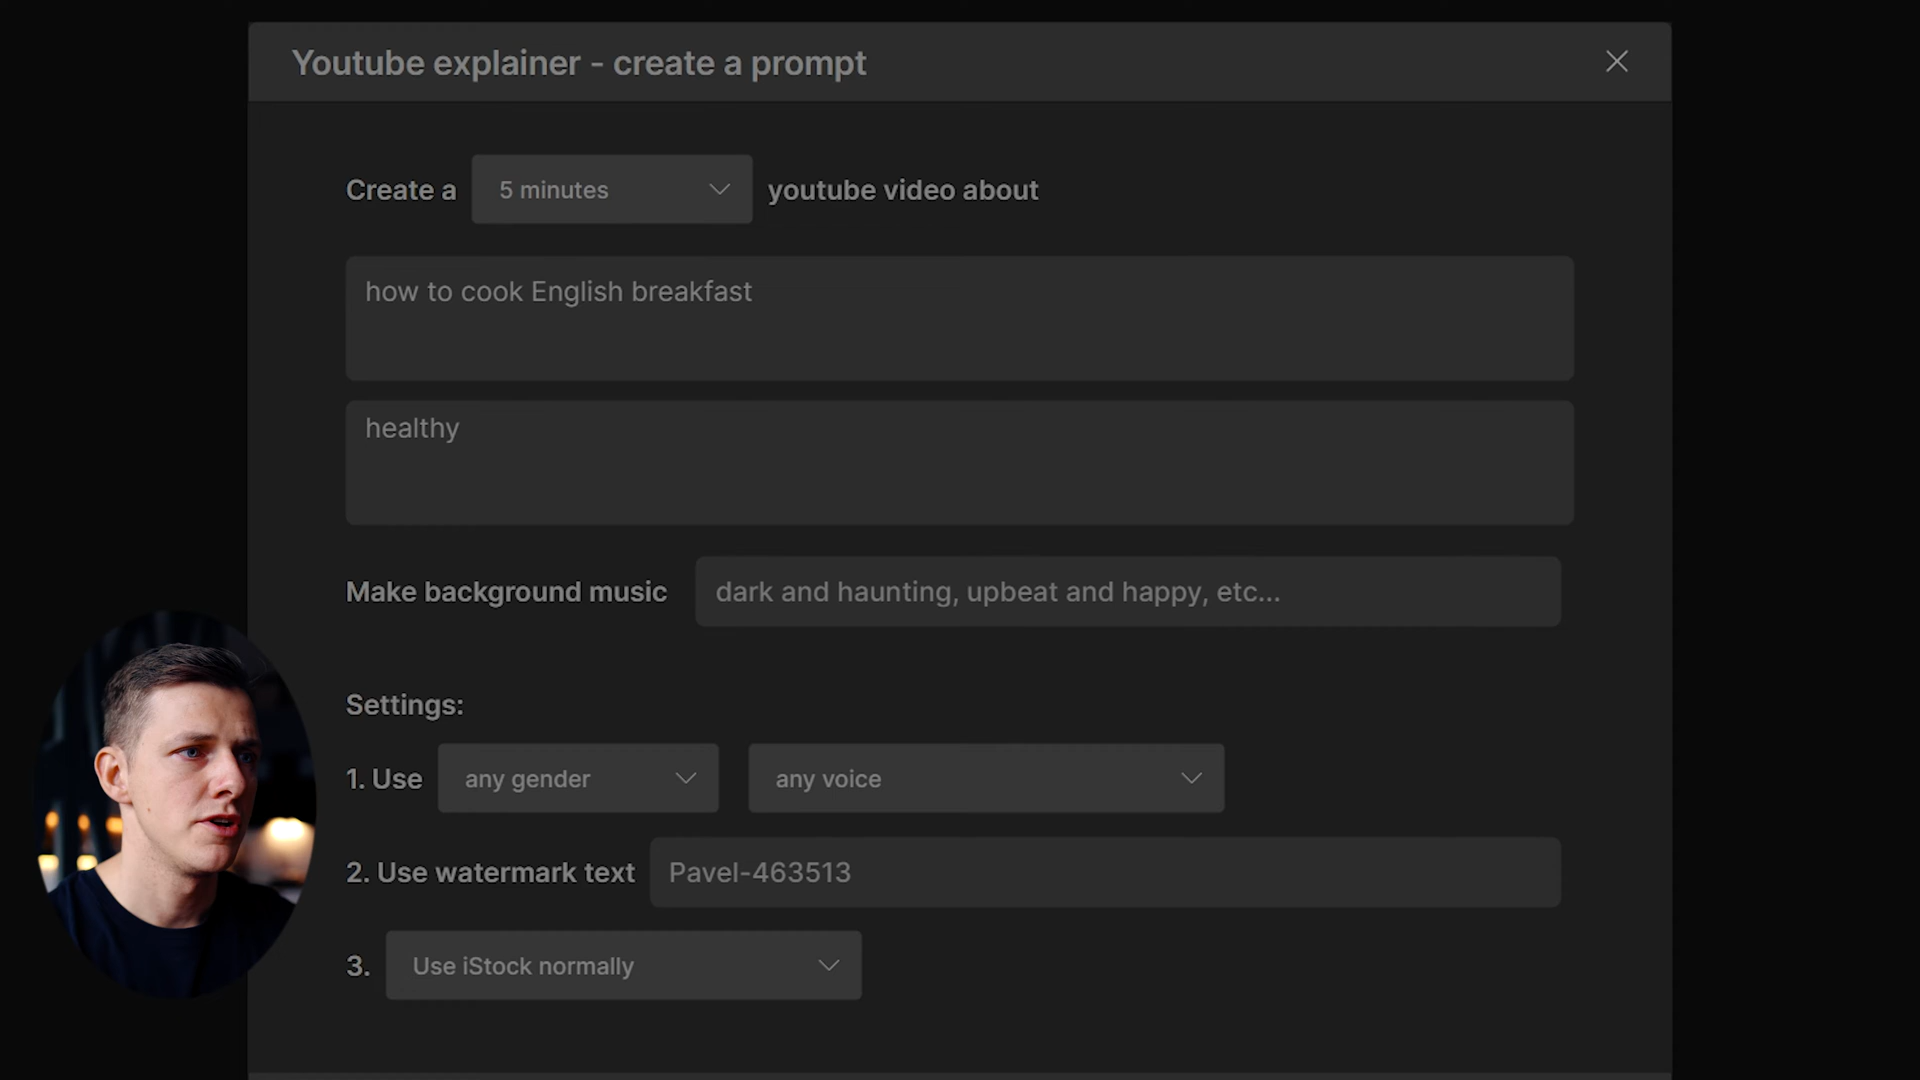 Youtube explainer - create a prompt
Create a 5 minutes youtube video about
how to cook English breakfast
healthy
Make background music dark and haunting, upbeat and happy, etc...
Settings:
1. Use any gender any voice
2. Use watermark text Pavel-463513
3. Use iStock normally